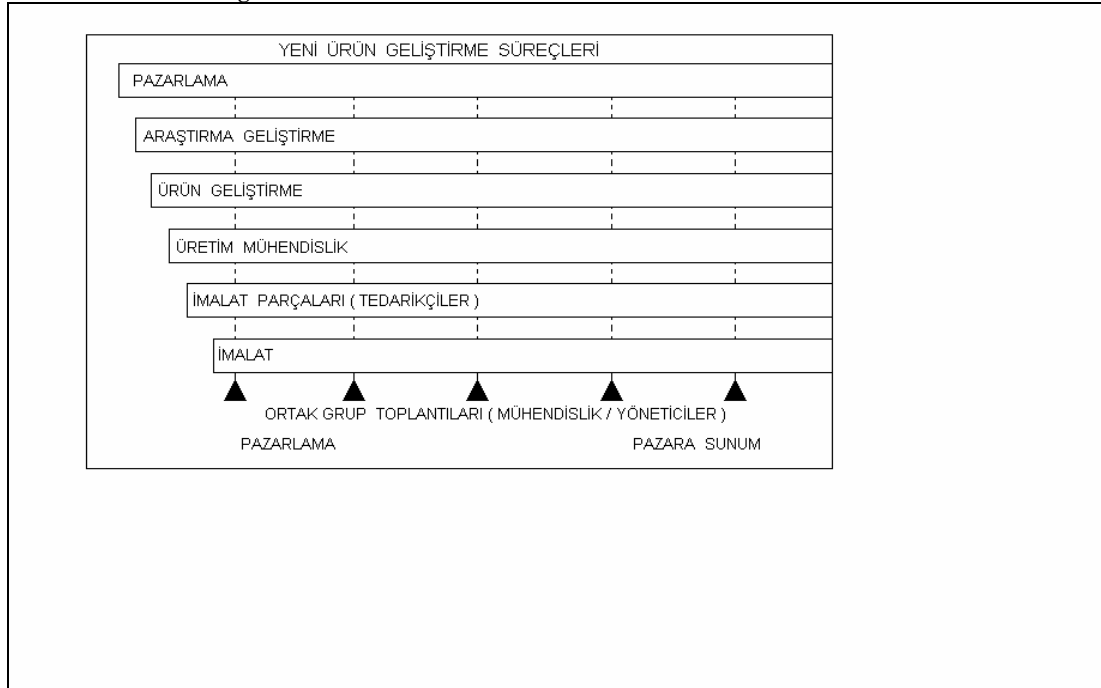 YENİ ÜRÜN GELİŞTİRME SÜREÇLERİ
PAZARLAMA
ARAŞTIRMA GELİŞTİRME
ÜRÜN GELİŞTİRME
ÜRETİM MÜHENDİSLİK
İMALAT PARÇALARI ( TEDARİKÇİLER )
İMALAT
ORTAK GRUP TOPLANTILARI ( MÜHENDİSLİK / YÖNETİCİLER )
PAZARLAMA PAZARA SUNUM